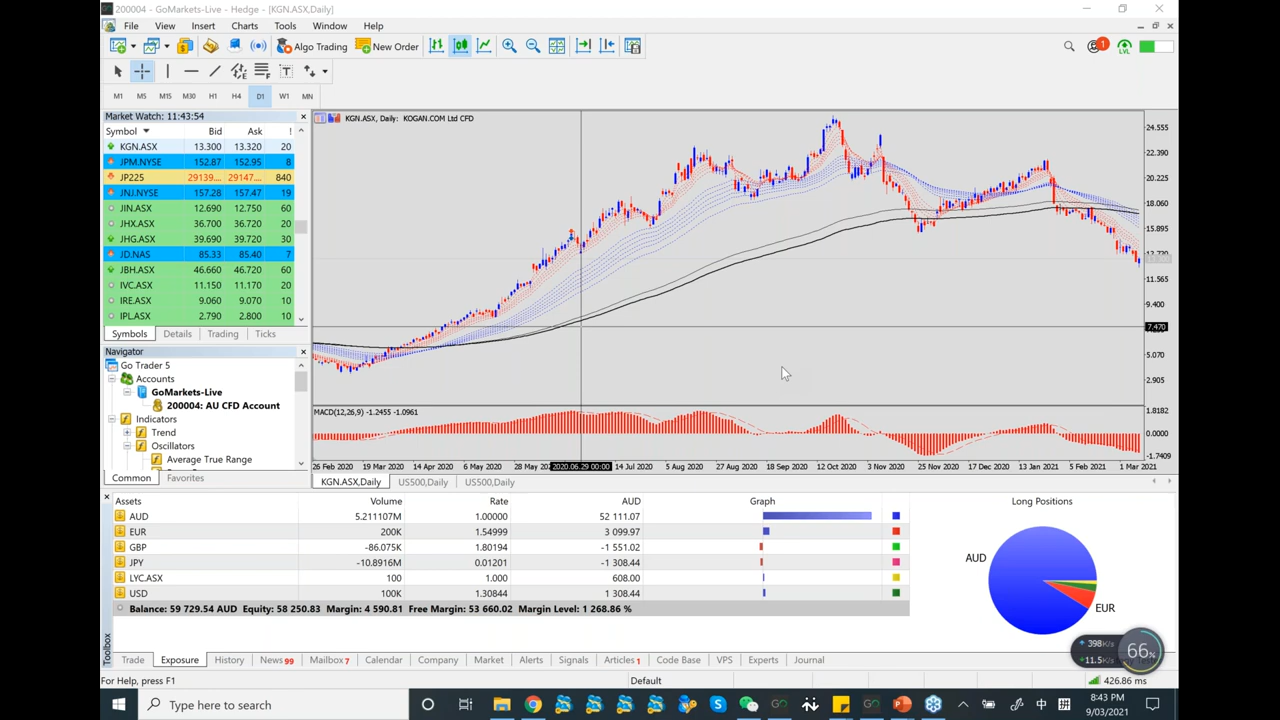 200004 - GoMarkets-Live - Hedge - [KGN.ASX,Daily]
File View Insert Charts Tools Window Help
Algo Trading New Order 1 LVL
M1 M5 M15 M30 H1 H4 D1 W1 MN
Market Watch: 11:43:54
Symbol Bid Ask !
KGN.ASX 13.300 13.320 20
JPM.NYSE 152.87 152.95 8
JP225 29139.... 29147.... 840
JNJ.NYSE 157.28 157.47 19
JIN.ASX 12.690 12.750 60
JHX.ASX 36.700 36.720 30
JHG.ASX 39.690 39.720 30
JD.NAS 85.33 85.40 7
JBH.ASX 46.660 46.720 60
IVC.ASX 11.150 11.170 20
IRE.ASX 9.060 9.070 10
IPL.ASX 2.790 2.800 10
Symbols Details Trading Ticks
Navigator
Go Trader 5
Accounts
GoMarkets-Live
200004: AU CFD Account
Indicators
Trend
Oscillators
Average True Range
Common Favorites
KGN.ASX, Daily: KOGAN.COM Ltd CFD
24.555
22.390
20.225
18.060
15.895
11.565
9.400
7.470
5.070
2.905
MACD(12,26,9) -1.2455 -1.0961
1.8182
0.0000
-1.7409
26 Feb 2020 19 Mar 2020 14 Apr 2020 6 May 2020 28 May 2020.06.29 00:00 14 Jul 2020 5 Aug 2020 27 Aug 2020 18 Sep 2020 12 Oct 2020 3 Nov 2020 25 Nov 2020 17 Dec 2020 13 Jan 2021 5 Feb 2021 1 Mar 2021
KGN.ASX,Daily US500,Daily US500,Daily
Assets Volume Rate AUD Graph Long Positions
AUD 5.211107M 1.00000 52 111.07
EUR 200K 1.54999 3 099.97
GBP -86.075K 1.80194 -1 551.02
JPY -10.8916M 0.01201 -1 308.44
LYC.ASX 100 1.000 608.00
USD 100K 1.30844 1 308.44
Balance: 59 729.54 AUD Equity: 58 250.83 Margin: 4 590.81 Free Margin: 53 660.02 Margin Level: 1 268.86 %
AUD
EUR
398K/s
11.5K/s
66%
Toolbox
Trade Exposure History News 99 Mailbox 7 Calendar Company Market Alerts Signals Articles 1 Code Base VPS Experts Journal
For Help, press F1 Default 426.86 ms
Type here to search
GO GO 中 拼
8:43 PM
9/03/2021